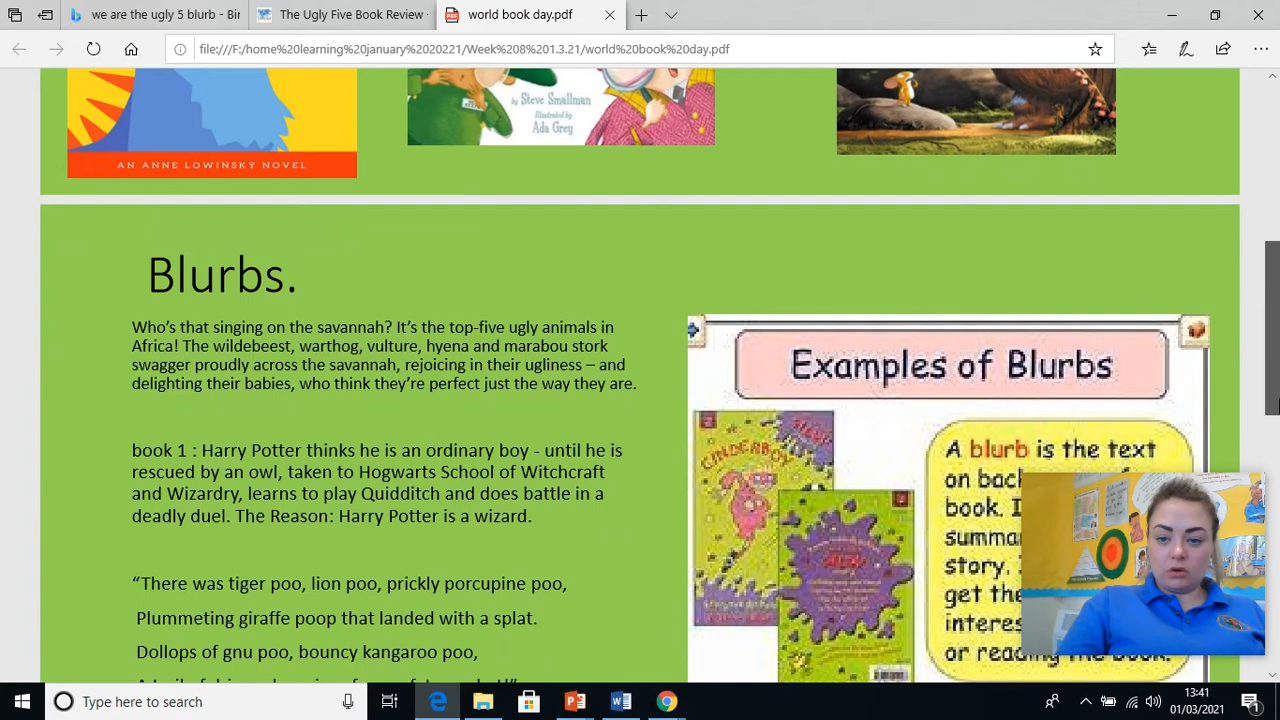 we are the ugly 5 blurb - Bi
The Ugly Five Book Review
world book day.pdf
file:///F:/home%20learning%20january%2020221/Week%208%201.3.21/world%20book%20day.pdf
by Steve Smallman
Illustrated by
Ada Grey
AN ANNE LOWINSKY NOVEL
Blurbs.
Who's that singing on the savannah? It's the top-five ugly animals in
Africa! The wildebeest, warthog, vulture, hyena and marabou stork
swagger proudly across the savannah, rejoicing in their ugliness – and
delighting their babies, who think they're perfect just the way they are.
book 1 : Harry Potter thinks he is an ordinary boy - until he is
rescued by an owl, taken to Hogwarts School of Witchcraft
and Wizardry, learns to play Quidditch and does battle in a
deadly duel. The Reason: Harry Potter is a wizard.
“There was tiger poo, lion poo, prickly porcupine poo,
Plummeting giraffe poop that landed with a splat.
Dollops of gnu poo, bouncy kangaroo poo,
Examples of Blurbs
CINDERBOY
A blurb is the text
on
book.
story.
get the
or reading the book.
Type here to search
13:41
01/03/2021